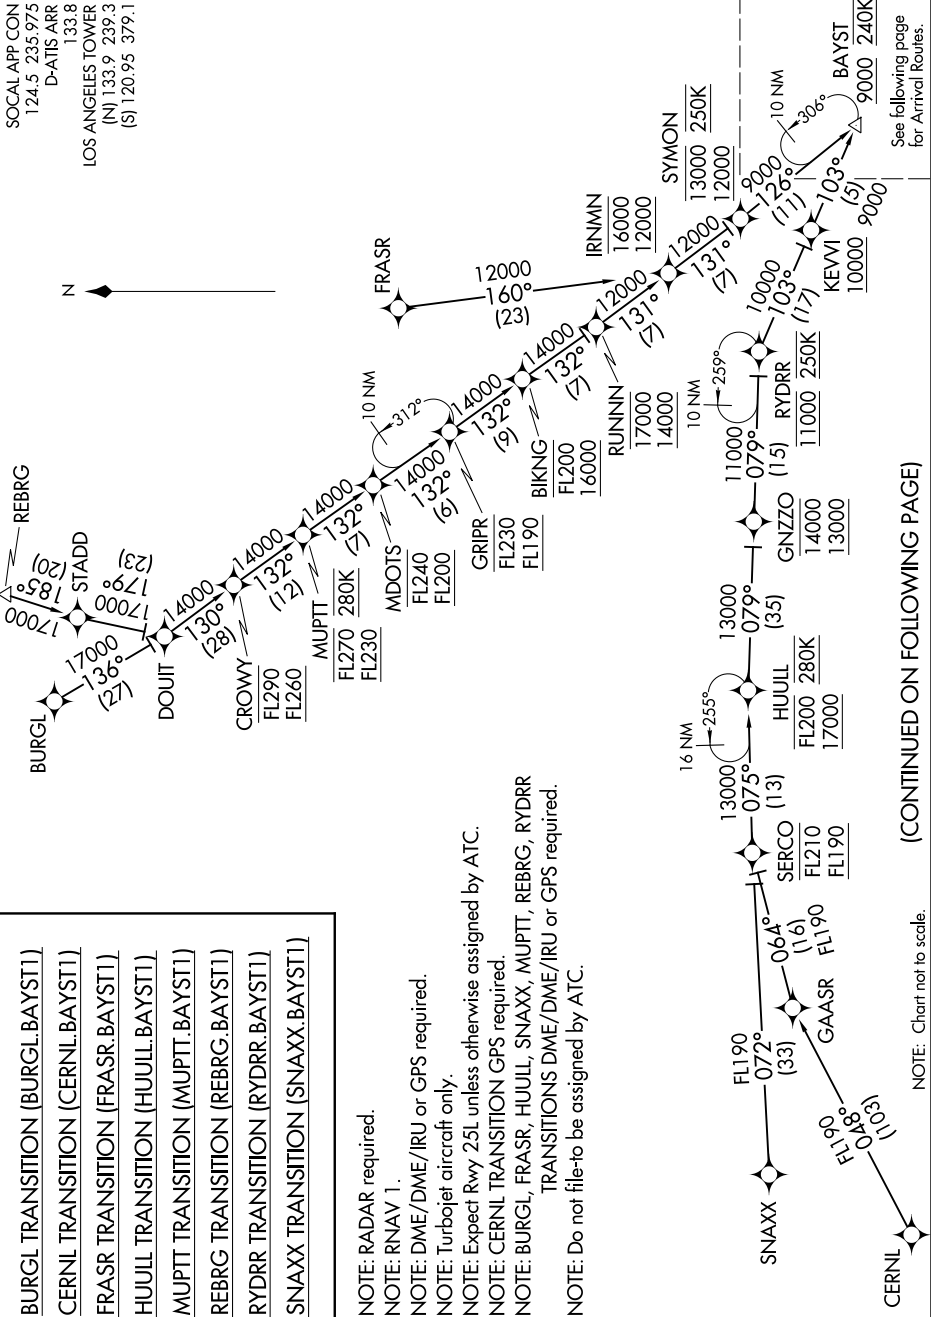 SOCAL APP CON
124.5 235.975
D-ATIS ARR
133.8
LOS ANGELES TOWER
(N) 133.9 239.3
(S) 120.95 379.1
BURGL TRANSITION (BURGL.BAYST1)
CERNL TRANSITION (CERNL.BAYST1)
FRASR TRANSITION (FRASR.BAYST1)
HUULL TRANSITION (HUULL.BAYST1)
MUPTT TRANSITION (MUPTT.BAYST1)
REBRG TRANSITION (REBRG.BAYST1)
RYDRR TRANSITION (RYDRR.BAYST1)
SNAXX TRANSITION (SNAXX.BAYST1)
NOTE: RADAR required.
NOTE: RNAV 1.
NOTE: DME/DME/IRU or GPS required.
NOTE: Turbojet aircraft only.
NOTE: Expect Rwy 25L unless otherwise assigned by ATC.
NOTE: CERNL TRANSITION GPS required.
NOTE: BURGL, FRASR, HUULL, SNAXX, MUPTT, REBRG, RYDRR
TRANSITIONS DME/DME/IRU or GPS required.
NOTE: Do not file-to be assigned by ATC.
N
REBRG
17000
185°
(20)
STADD
17000
179°
(23)
BURGL
17000
139°
(27)
DOUIT
14000
130°
(28)
CROWY
FL290
FL260
14000
132°
(12)
MUPTT
FL270 280K
FL230
14000
132°
(7)
MDOTS
FL240
FL200
14000
132°
(6)
10 NM
312°
GRIPR
FL230
FL190
14000
132°
(9)
BIKNG
FL200
16000
14000
132°
(7)
RUNNN
17000
14000
12000
131°
(7)
FRASR
12000
160°
(23)
IRNMN
16000
12000
12000
131°
(7)
SYMON
13000 250K
12000
9000
126°
(11)
10 NM
306°
BAYST
9000 240K
See following page
for Arrival Routes.
CERNL
FL190
048°
(103)
GAASR
064°
(16)
FL190
SNAXX
FL190
072°
(33)
SERCO
FL210
FL190
13000
075°
(13)
16 NM
255°
HUULL
FL200 280K
17000
13000
079°
(35)
GNZZO
14000
13000
11000
079°
(15)
10 NM
259°
RYDRR
11000 250K
10000
103°
(17)
KEVVI
10000
103°
(5)
9000
(CONTINUED ON FOLLOWING PAGE)
NOTE: Chart not to scale.